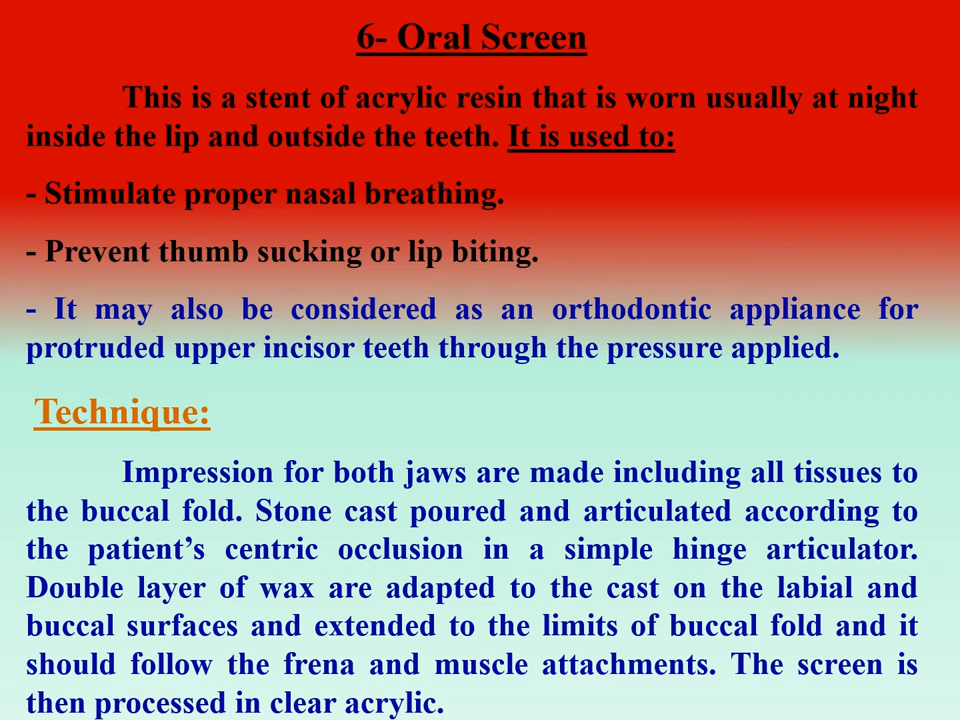 6- Oral Screen
This is a stent of acrylic resin that is worn usually at night
inside the lip and outside the teeth. It is used to:
- Stimulate proper nasal breathing.
- Prevent thumb sucking or lip biting.
- It may also be considered as an orthodontic appliance for
protruded upper incisor teeth through the pressure applied.
Technique:
Impression for both jaws are made including all tissues to
the buccal fold. Stone cast poured and articulated according to
the patient’s centric occlusion in a simple hinge articulator.
Double layer of wax are adapted to the cast on the labial and
buccal surfaces and extended to the limits of buccal fold and it
should follow the frena and muscle attachments. The screen is
then processed in clear acrylic.